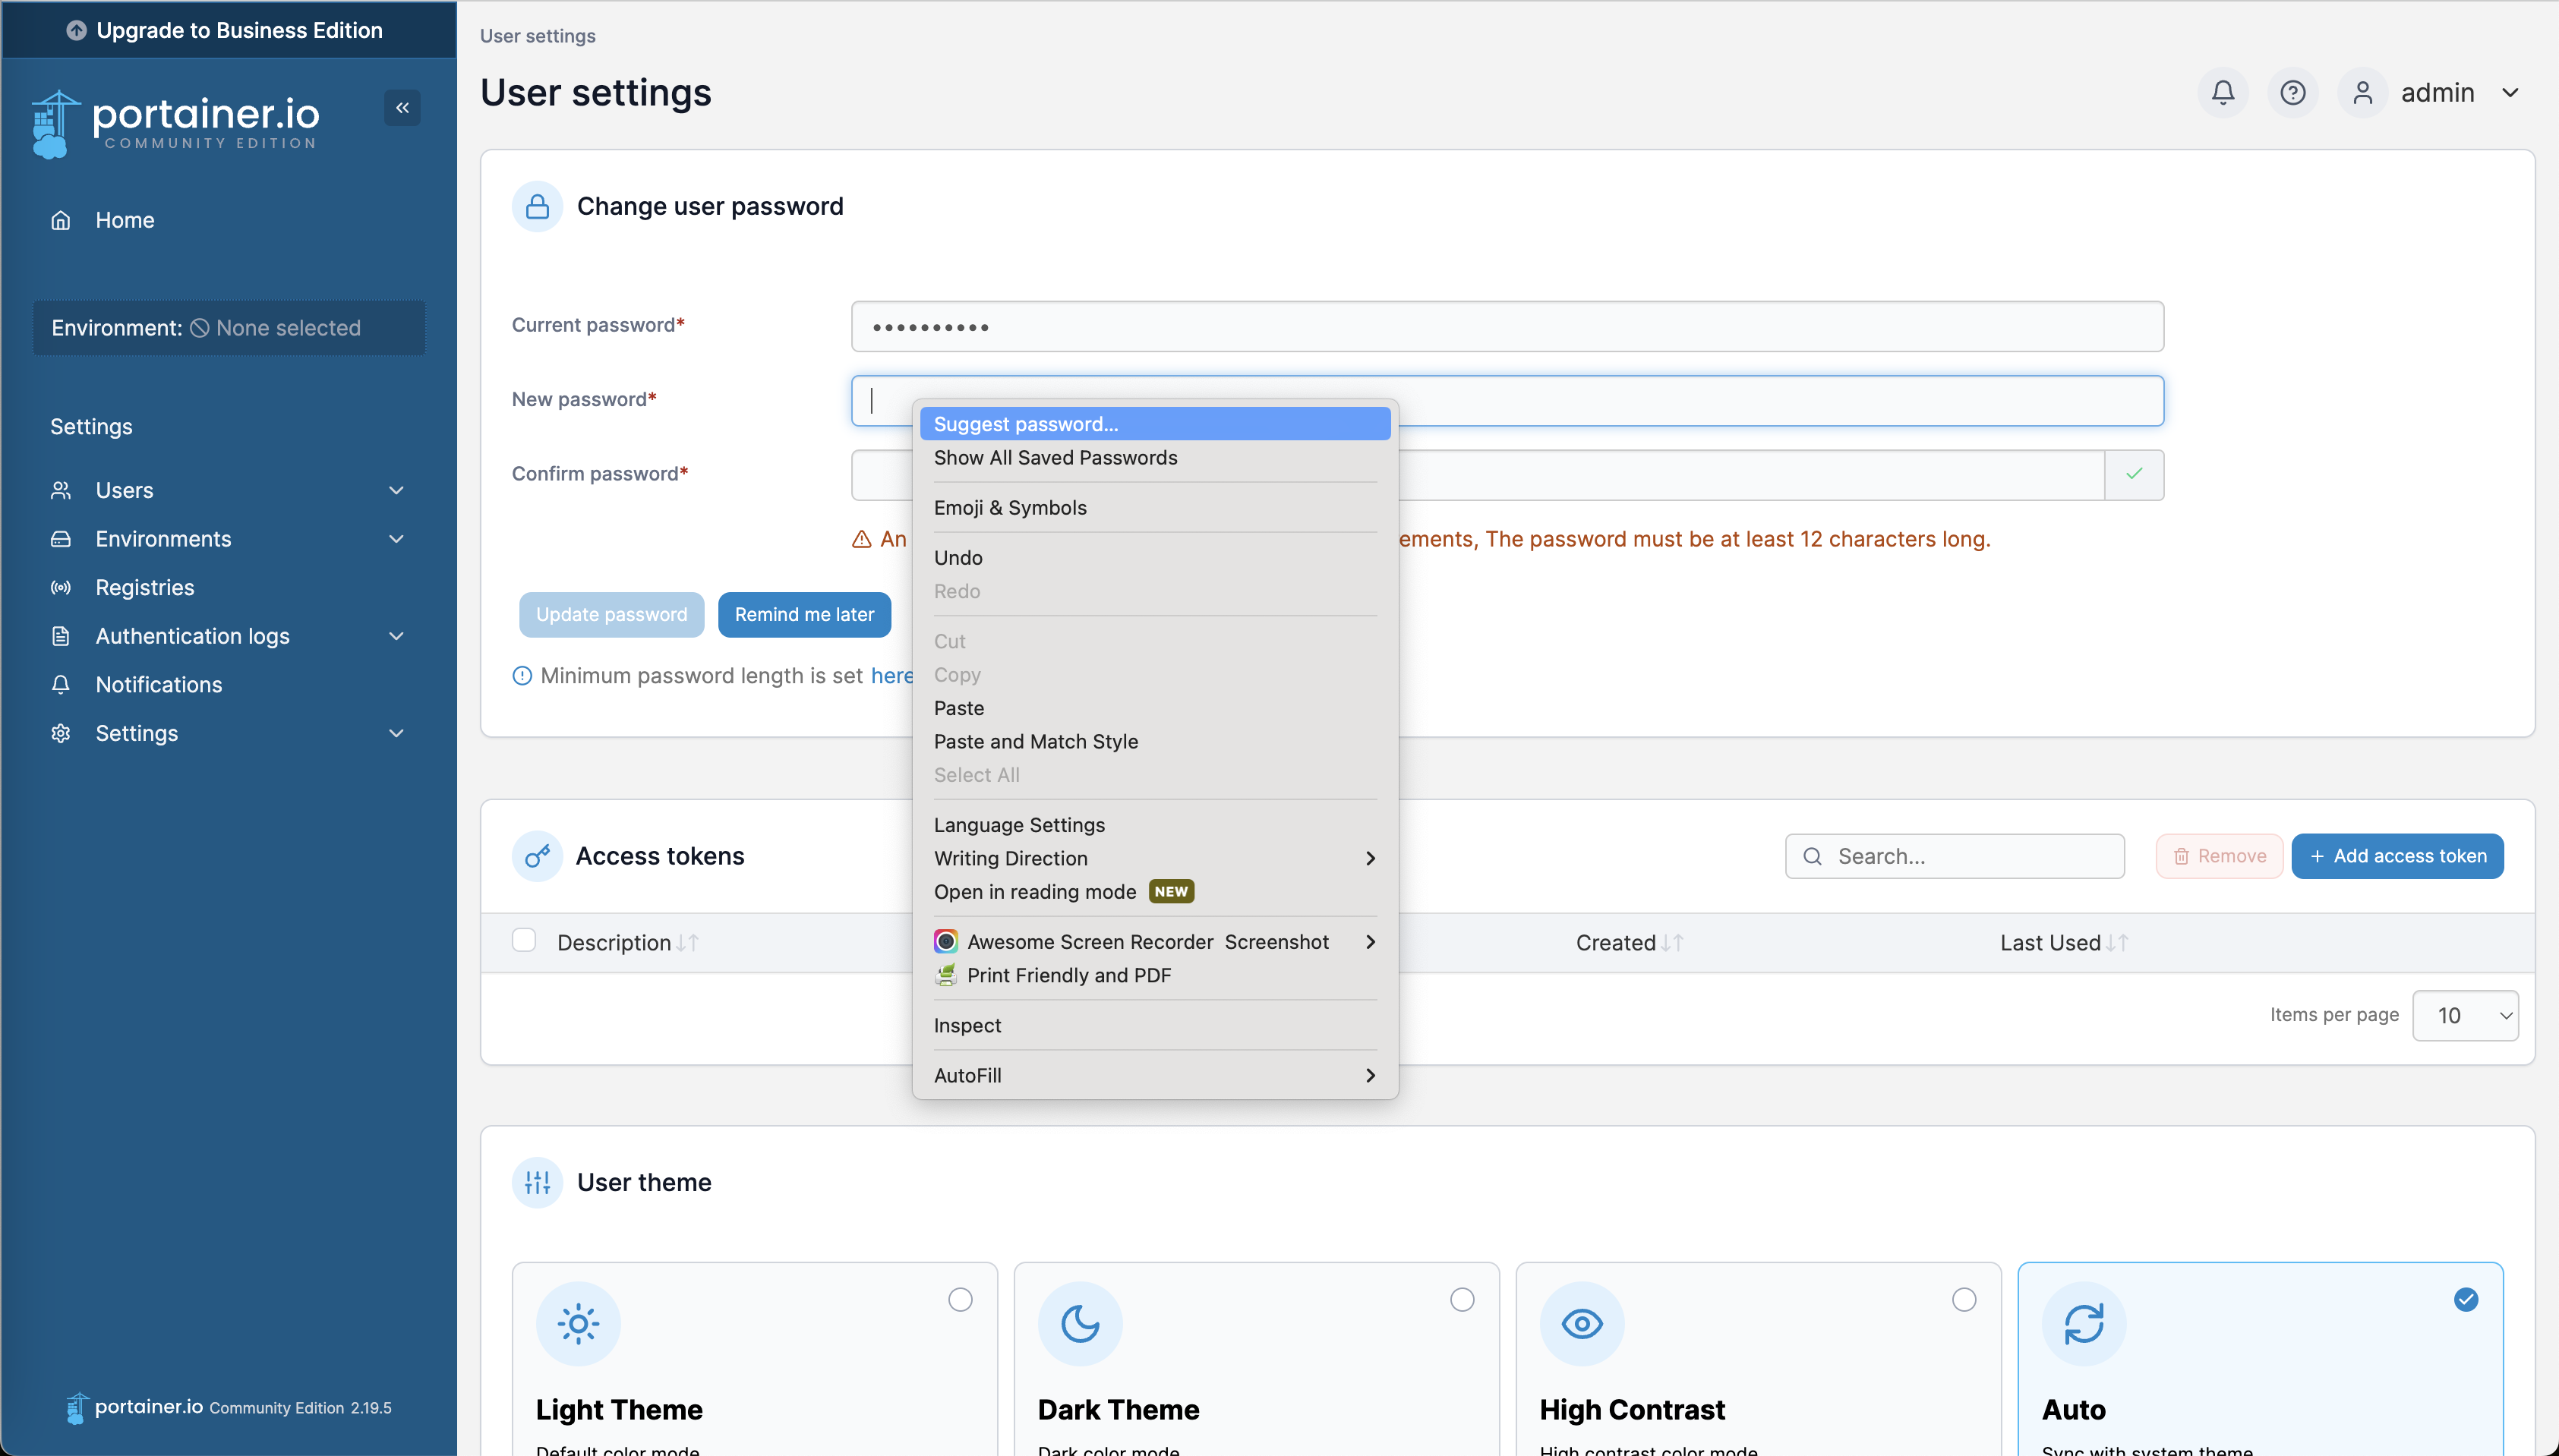 Upgrade to Business Edition
portainer.io
COMMUNITY EDITION
Home
Environment: None selected
Settings
Users
Environments
Registries
Authentication logs
Notifications
Settings
portainer.io Community Edition 2.19.5
User settings
User settings
admin
Change user password
Current password*
New password*
Confirm password*
An
ements, The password must be at least 12 characters long.
Update password
Remind me later
Minimum password length is set here
Suggest password...
Show All Saved Passwords
Emoji & Symbols
Undo
Redo
Cut
Copy
Paste
Paste and Match Style
Select All
Language Settings
Writing Direction
Open in reading mode NEW
Awesome Screen Recorder Screenshot
Print Friendly and PDF
Inspect
AutoFill
Access tokens
Search...
Remove
+ Add access token
Description
Created
Last Used
Items per page 10
User theme
Light Theme
Default color mode
Dark Theme
Dark color mode
High Contrast
High contrast color mode
Auto
Sync with system theme